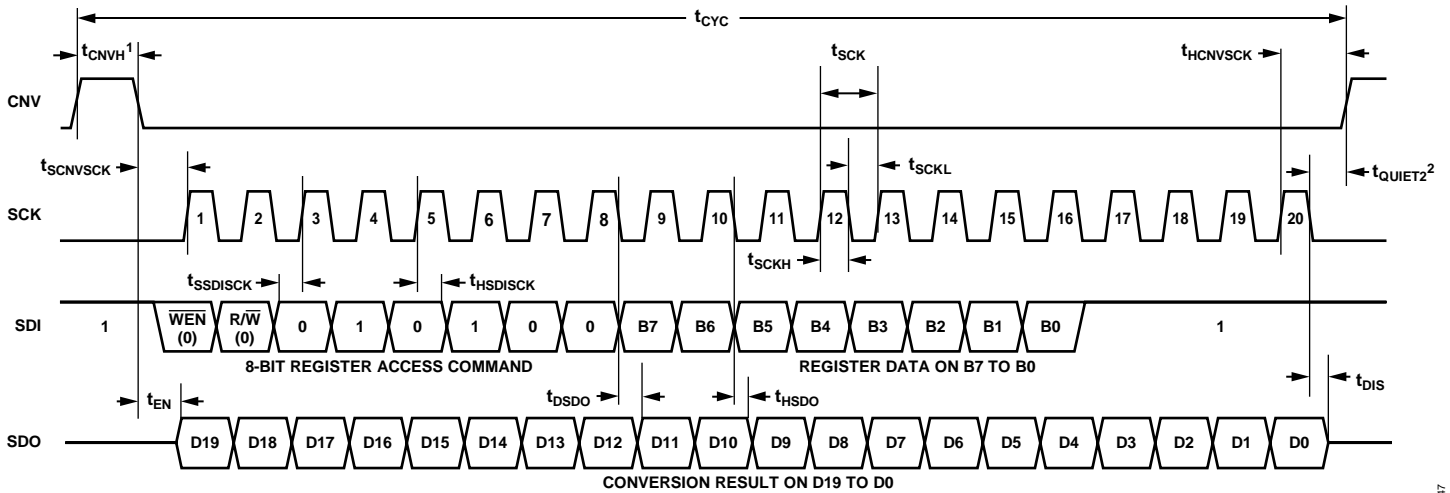 tCYC
tCNVH1
tSCK
tHCNVSCK
CNV
tSCNVSCK
tSCKL
tQUIET22
SCK
1 2 3 4 5 6 7 8 9 10 11 12 13 14 15 16 17 18 19 20
tSCKH
tSSDISCK
tHSDISCK
SDI
1 WEN (0) R/W (0) 0 1 0 1 0 0 B7 B6 B5 B4 B3 B2 B1 B0 1
8-BIT REGISTER ACCESS COMMAND
REGISTER DATA ON B7 TO B0
tEN
tDSDO
tHSDO
tDIS
SDO
D19 D18 D17 D16 D15 D14 D13 D12 D11 D10 D9 D8 D7 D6 D5 D4 D3 D2 D1 D0
CONVERSION RESULT ON D19 TO D0
47